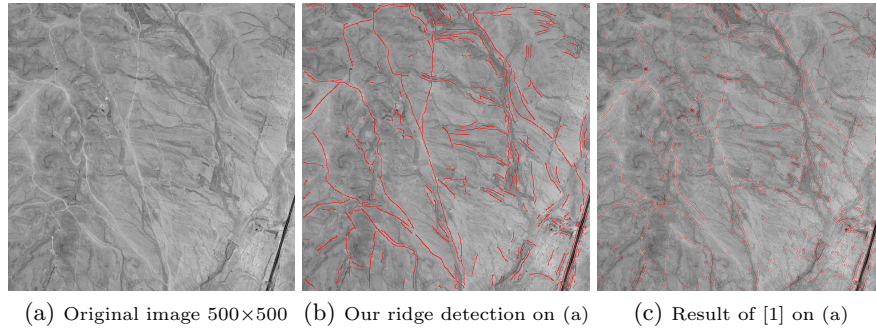 (a) Original image 500×500 (b) Our ridge detection on (a) (c) Result of [1] on (a)